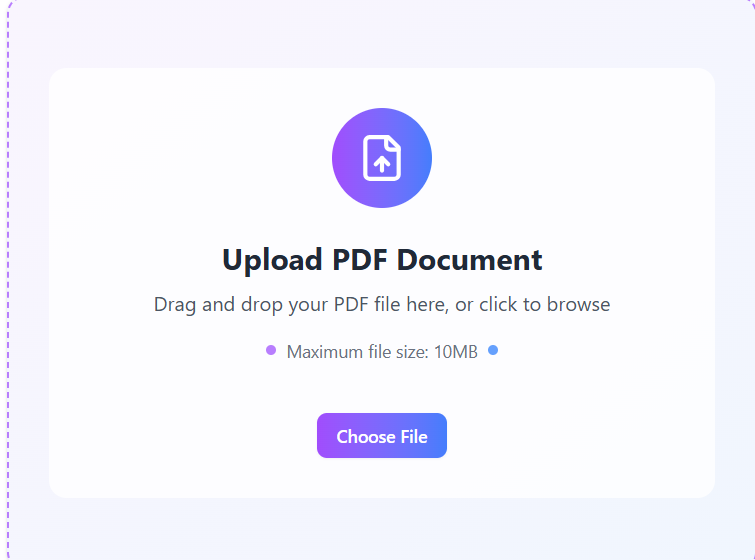 Upload PDF Document
Drag and drop your PDF file here, or click to browse
Maximum file size: 10MB
Choose File